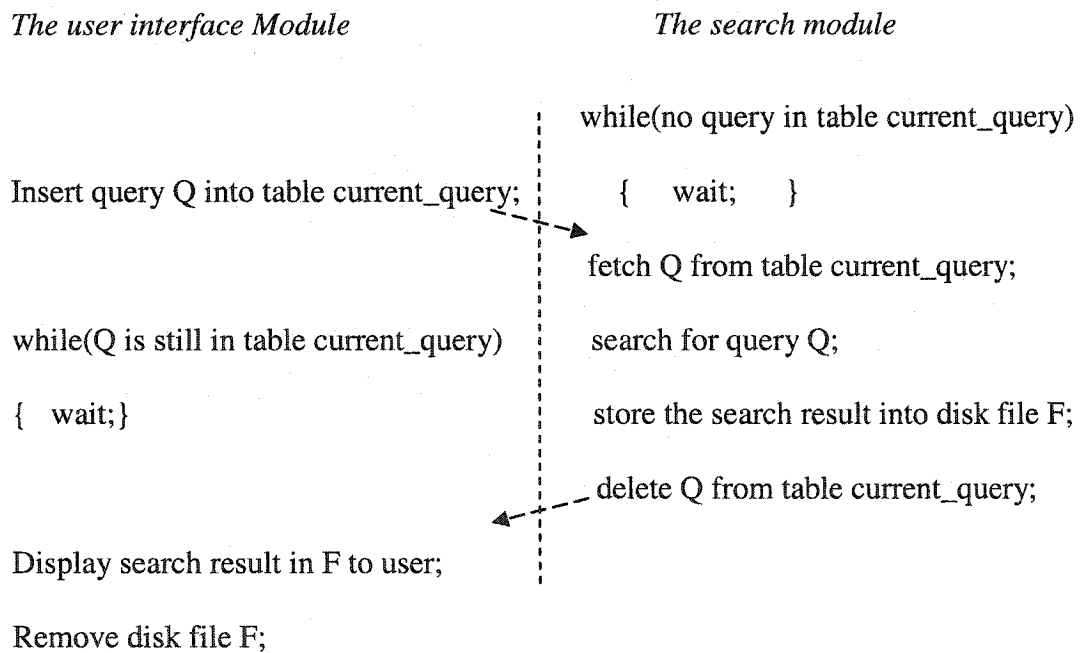 The user interface Module
The search module
while(no query in table current_query)
Insert query Q into table current_query;
{ wait; }
fetch Q from table current_query;
while(Q is still in table current_query)
search for query Q;
{ wait;}
store the search result into disk file F;
delete Q from table current_query;
Display search result in F to user;
Remove disk file F;